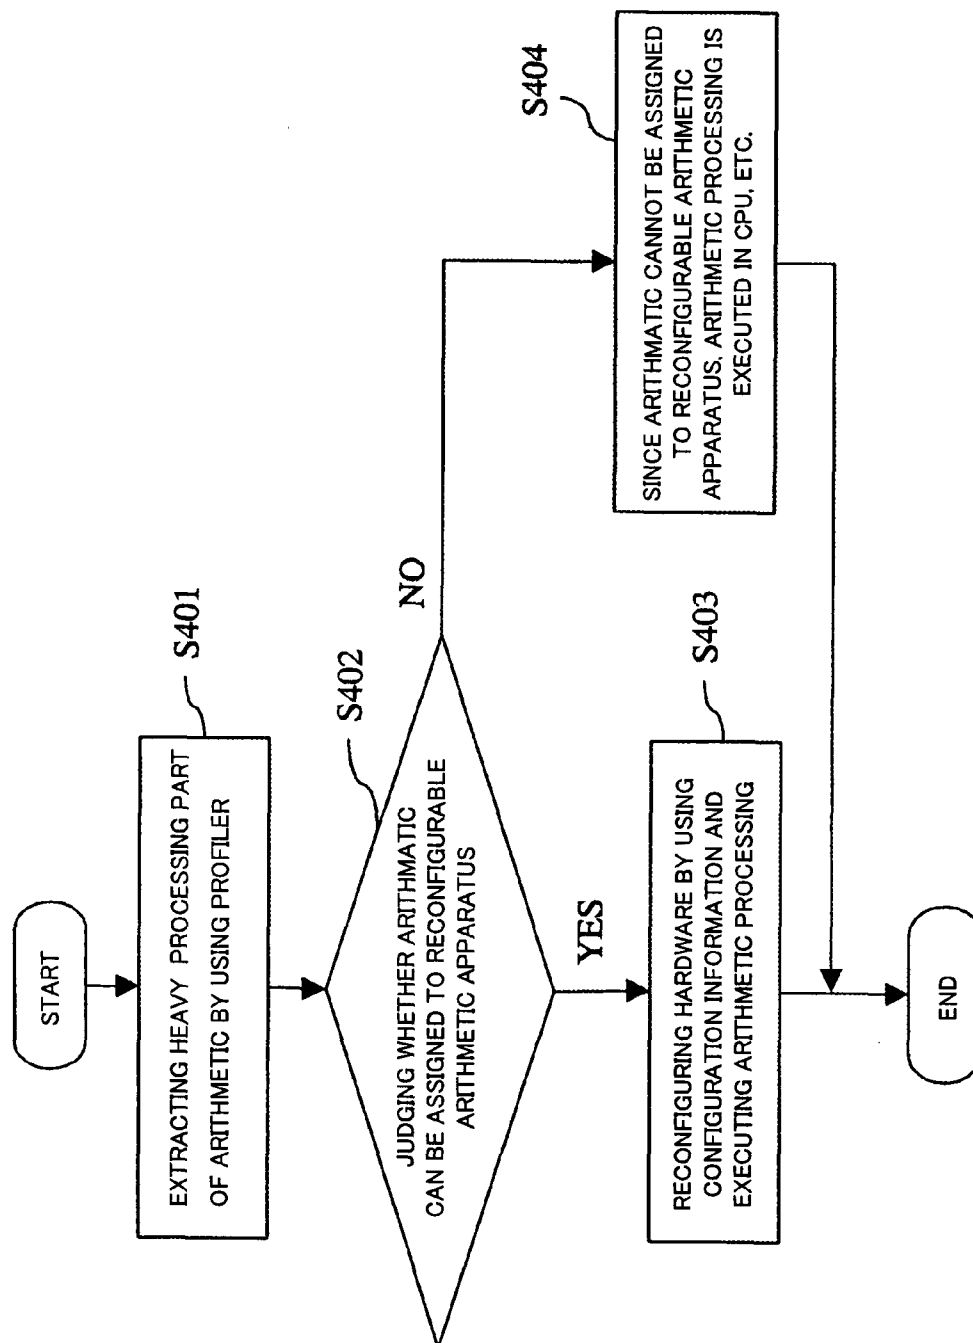 START
EXTRACTING HEAVY PROCESSING PART
OF ARITHMETIC BY USING PROFILER
S401
JUDGING WHETHER ARITHMATIC
CAN BE ASSIGNED TO RECONFIGURABLE
ARITHMETIC APPARATUS
S402
NO
YES
RECONFIGURING HARDWARE BY USING
CONFIGURATION INFORMATION AND
EXECUTING ARITHMETIC PROCESSING
S403
SINCE ARITHMATIC CANNOT BE ASSIGNED
TO RECONFIGURABLE ARITHMETIC
APPARATUS, ARITHMETIC PROCESSING IS
EXECUTED IN CPU, ETC.
S404
END